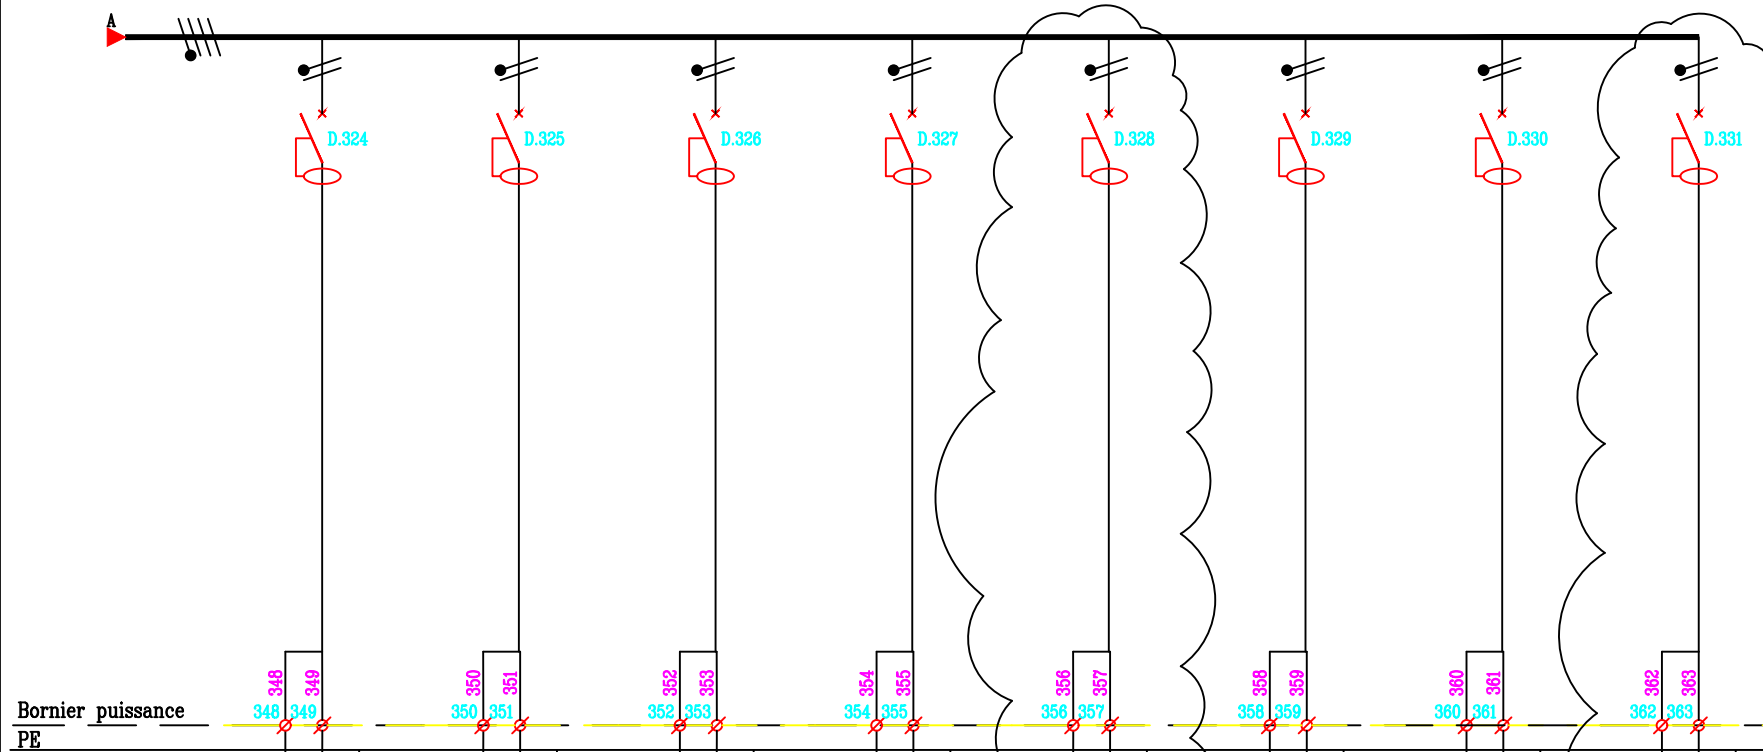 A
D.324 D.325 D.326 D.327 D.328 D.329 D.330 D.331
348 349 350 351 352 353 354 355 356 357 358 359 360 361 362 363
Bornier puissance 348 349 350 351 352 353 354 355 356 357 358 359 360 361 362 363
PE